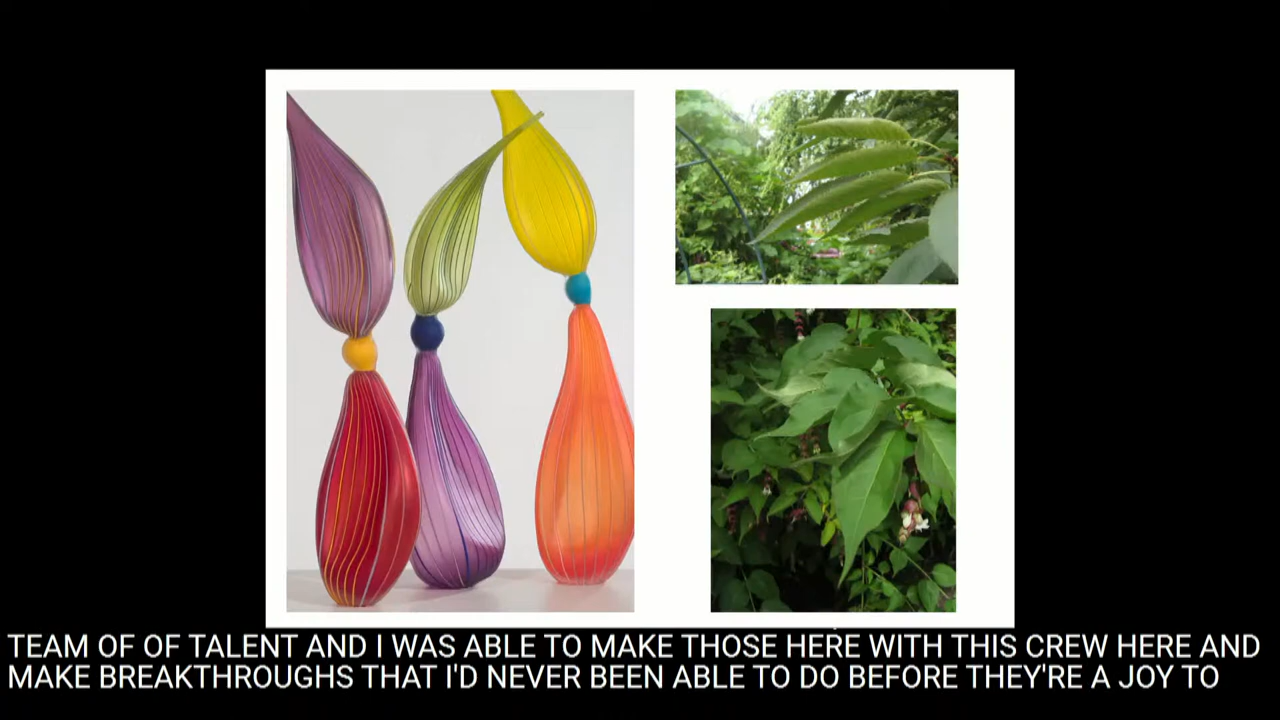 TEAM OF OF TALENT AND I WAS ABLE TO MAKE THOSE HERE WITH THIS CREW HERE AND
MAKE BREAKTHROUGHS THAT I'D NEVER BEEN ABLE TO DO BEFORE THEY'RE A JOY TO